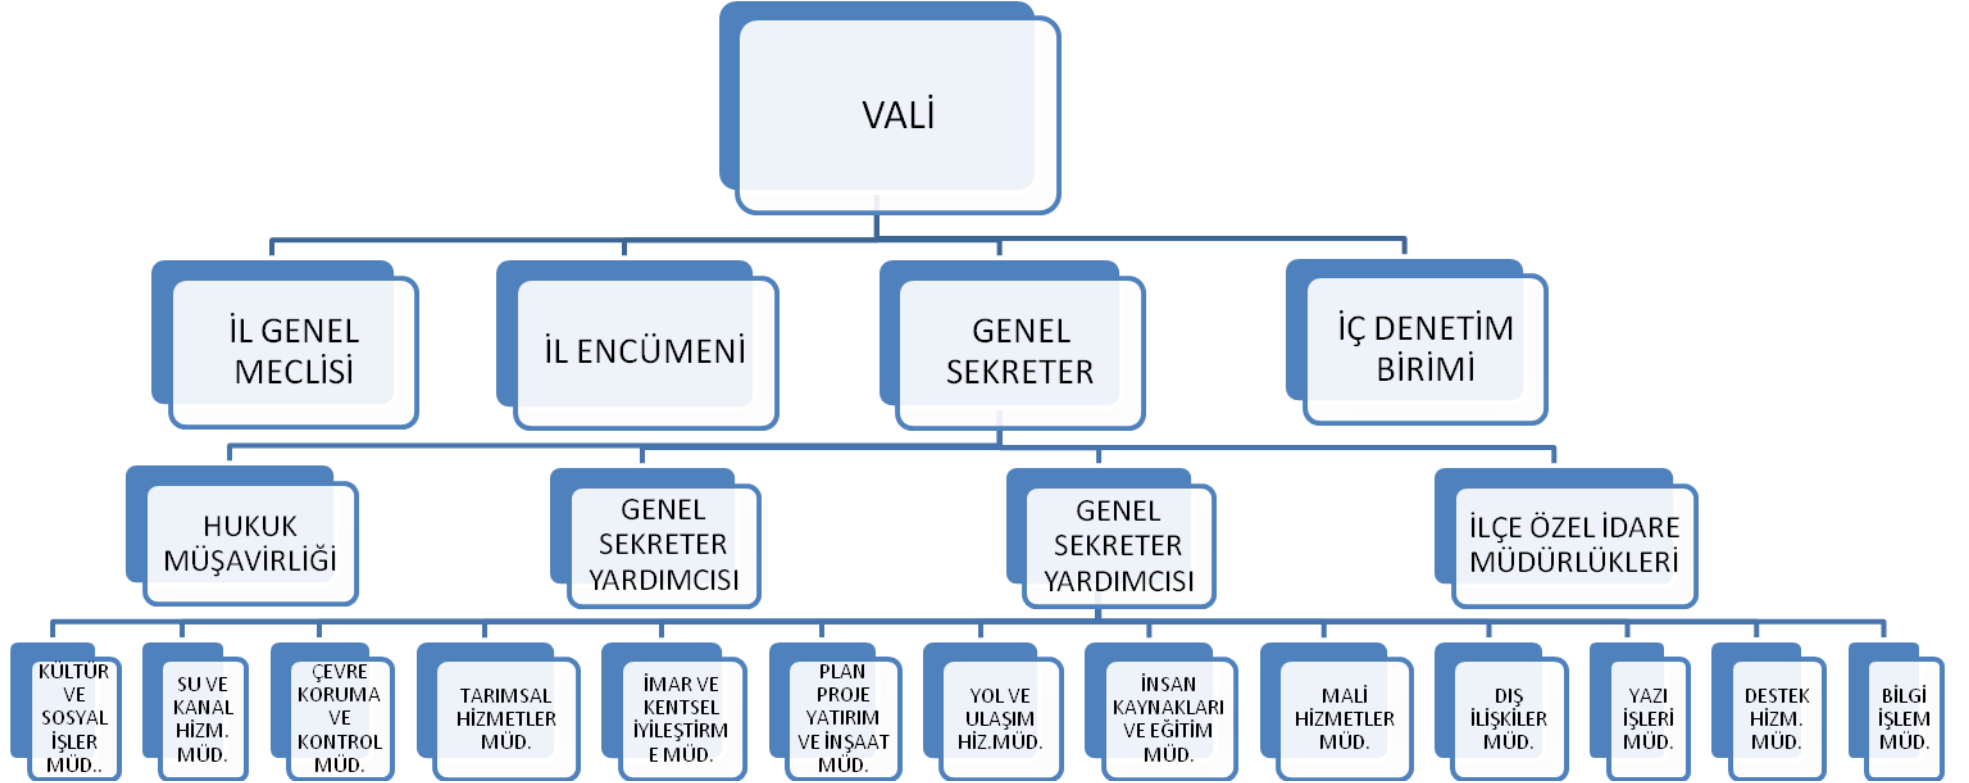 VALİ
İL GENEL
MECLİSİ
İL ENCÜMENİ
GENEL
SEKRETER
İÇ DENETİM
BİRİMİ
HUKUK
MÜŞAVİRLİĞİ
GENEL
SEKRETER
YARDIMCISI
GENEL
SEKRETER
YARDIMCISI
İLÇE ÖZEL İDARE
MÜDÜRLÜKLERİ
KÜLTÜR
VE
SOSYAL
İŞLER
MÜD..
SU VE
KANAL
HİZM.
MÜD.
ÇEVRE
KORUMA
VE
KONTROL
MÜD.
TARIMSAL
HİZMETLER
MÜD.
İMAR VE
KENTSEL
İYİLEŞTİRM
E MÜD.
PLAN
PROJE
YATIRIM
VE İNŞAAT
MÜD.
YOL VE
ULAŞIM
HİZ.MÜD.
İNSAN
KAYNAKLARI
VE EĞİTİM
MÜD.
MALİ
HİZMETLER
MÜD.
DIŞ
İLİŞKİLER
MÜD.
YAZI
İŞLERİ
MÜD.
DESTEK
HİZM.
MÜD.
BİLGİ
İŞLEM
MÜD.